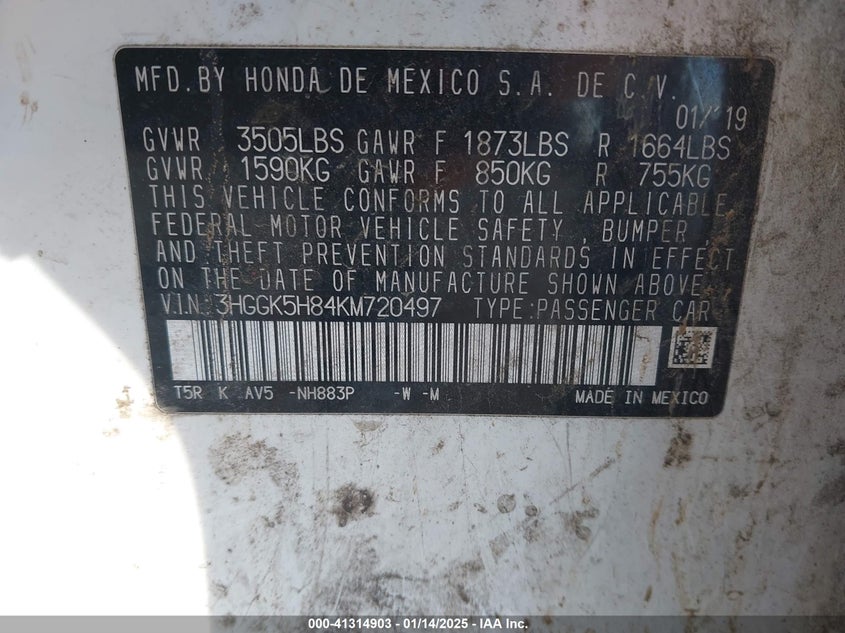 MFD. BY HONDA DE MEXICO S.A. DE C.V.
01/'19
GVWR 3505LBS GAWR F 1873LBS R 1664LBS
GVWR 1590KG GAWR F 850KG R 755KG
THIS VEHICLE CONFORMS TO ALL APPLICABLE
FEDERAL MOTOR VEHICLE SAFETY , BUMPER ,
AND THEFT PREVENTION STANDARDS IN EFFECT
ON THE DATE OF MANUFACTURE SHOWN ABOVE.
V.I.N: 3HGGK5H84KM720497 TYPE:PASSENGER CAR
T5R K AV5 -NH883P -W -M MADE IN MEXICO
000-41314903 - 01/14/2025 - IAA Inc.